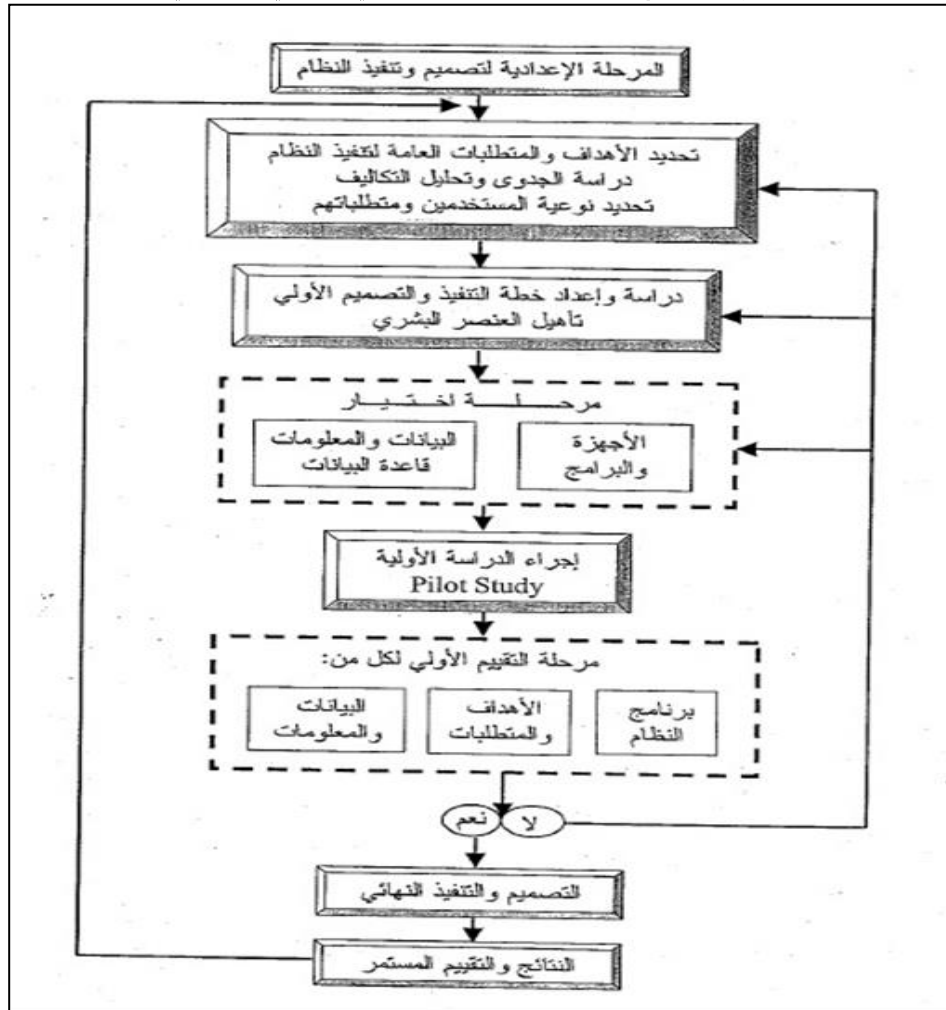 المرحلة الإعدادية لتصميم وتنفيذ النظام
تحديد الأهداف والمتطلبات العامة لتنفيذ النظام
دراسة الجدوى وتحليل التكاليف
تحديد نوعية المستخدمين ومتطلباتهم
دراسة وإعداد خطة التنفيذ والتصميم الأولي
تأهيل العنصر البشري
مرحـــلـــــة اخـتـيــار
الأجهزة
والبرامج
البيانات والمعلومات
قاعدة البيانات
إجراء الدراسة الأولية
Pilot Study
مرحلة التقييم الأولي لكل من:
برنامج
النظام
الأهداف
والمتطلبات
البيانات
والمعلومات
لا
نعم
التصميم والتنفيذ النهائي
النتائج والتقييم المستمر